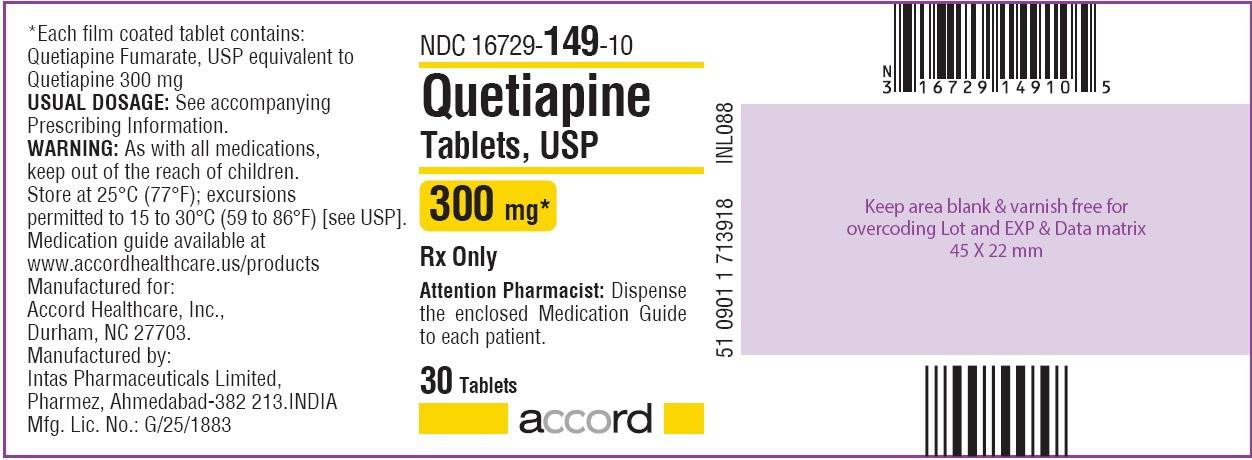 *Each film coated tablet contains:
Quetiapine Fumarate, USP equivalent to
Quetiapine 300 mg
USUAL DOSAGE: See accompanying
Prescribing Information.
WARNING: As with all medications,
keep out of the reach of children.
Store at 25°C (77°F); excursions
permitted to 15 to 30°C (59 to 86°F) [see USP].
Medication guide available at
www.accordhealthcare.us/products
Manufactured for:
Accord Healthcare, Inc.,
Durham, NC 27703.
Manufactured by:
Intas Pharmaceuticals Limited,
Pharmez, Ahmedabad-382 213.INDIA
Mfg. Lic. No.: G/25/1883
NDC 16729-149-10
Quetiapine
Tablets, USP
300 mg*
Rx Only
Attention Pharmacist: Dispense
the enclosed Medication Guide
to each patient.
30 Tablets
accord
51 0901 1 713918 INL088
N
3 16729 14910 5
Keep area blank & varnish free for
overcoding Lot and EXP & Data matrix
45 X 22 mm